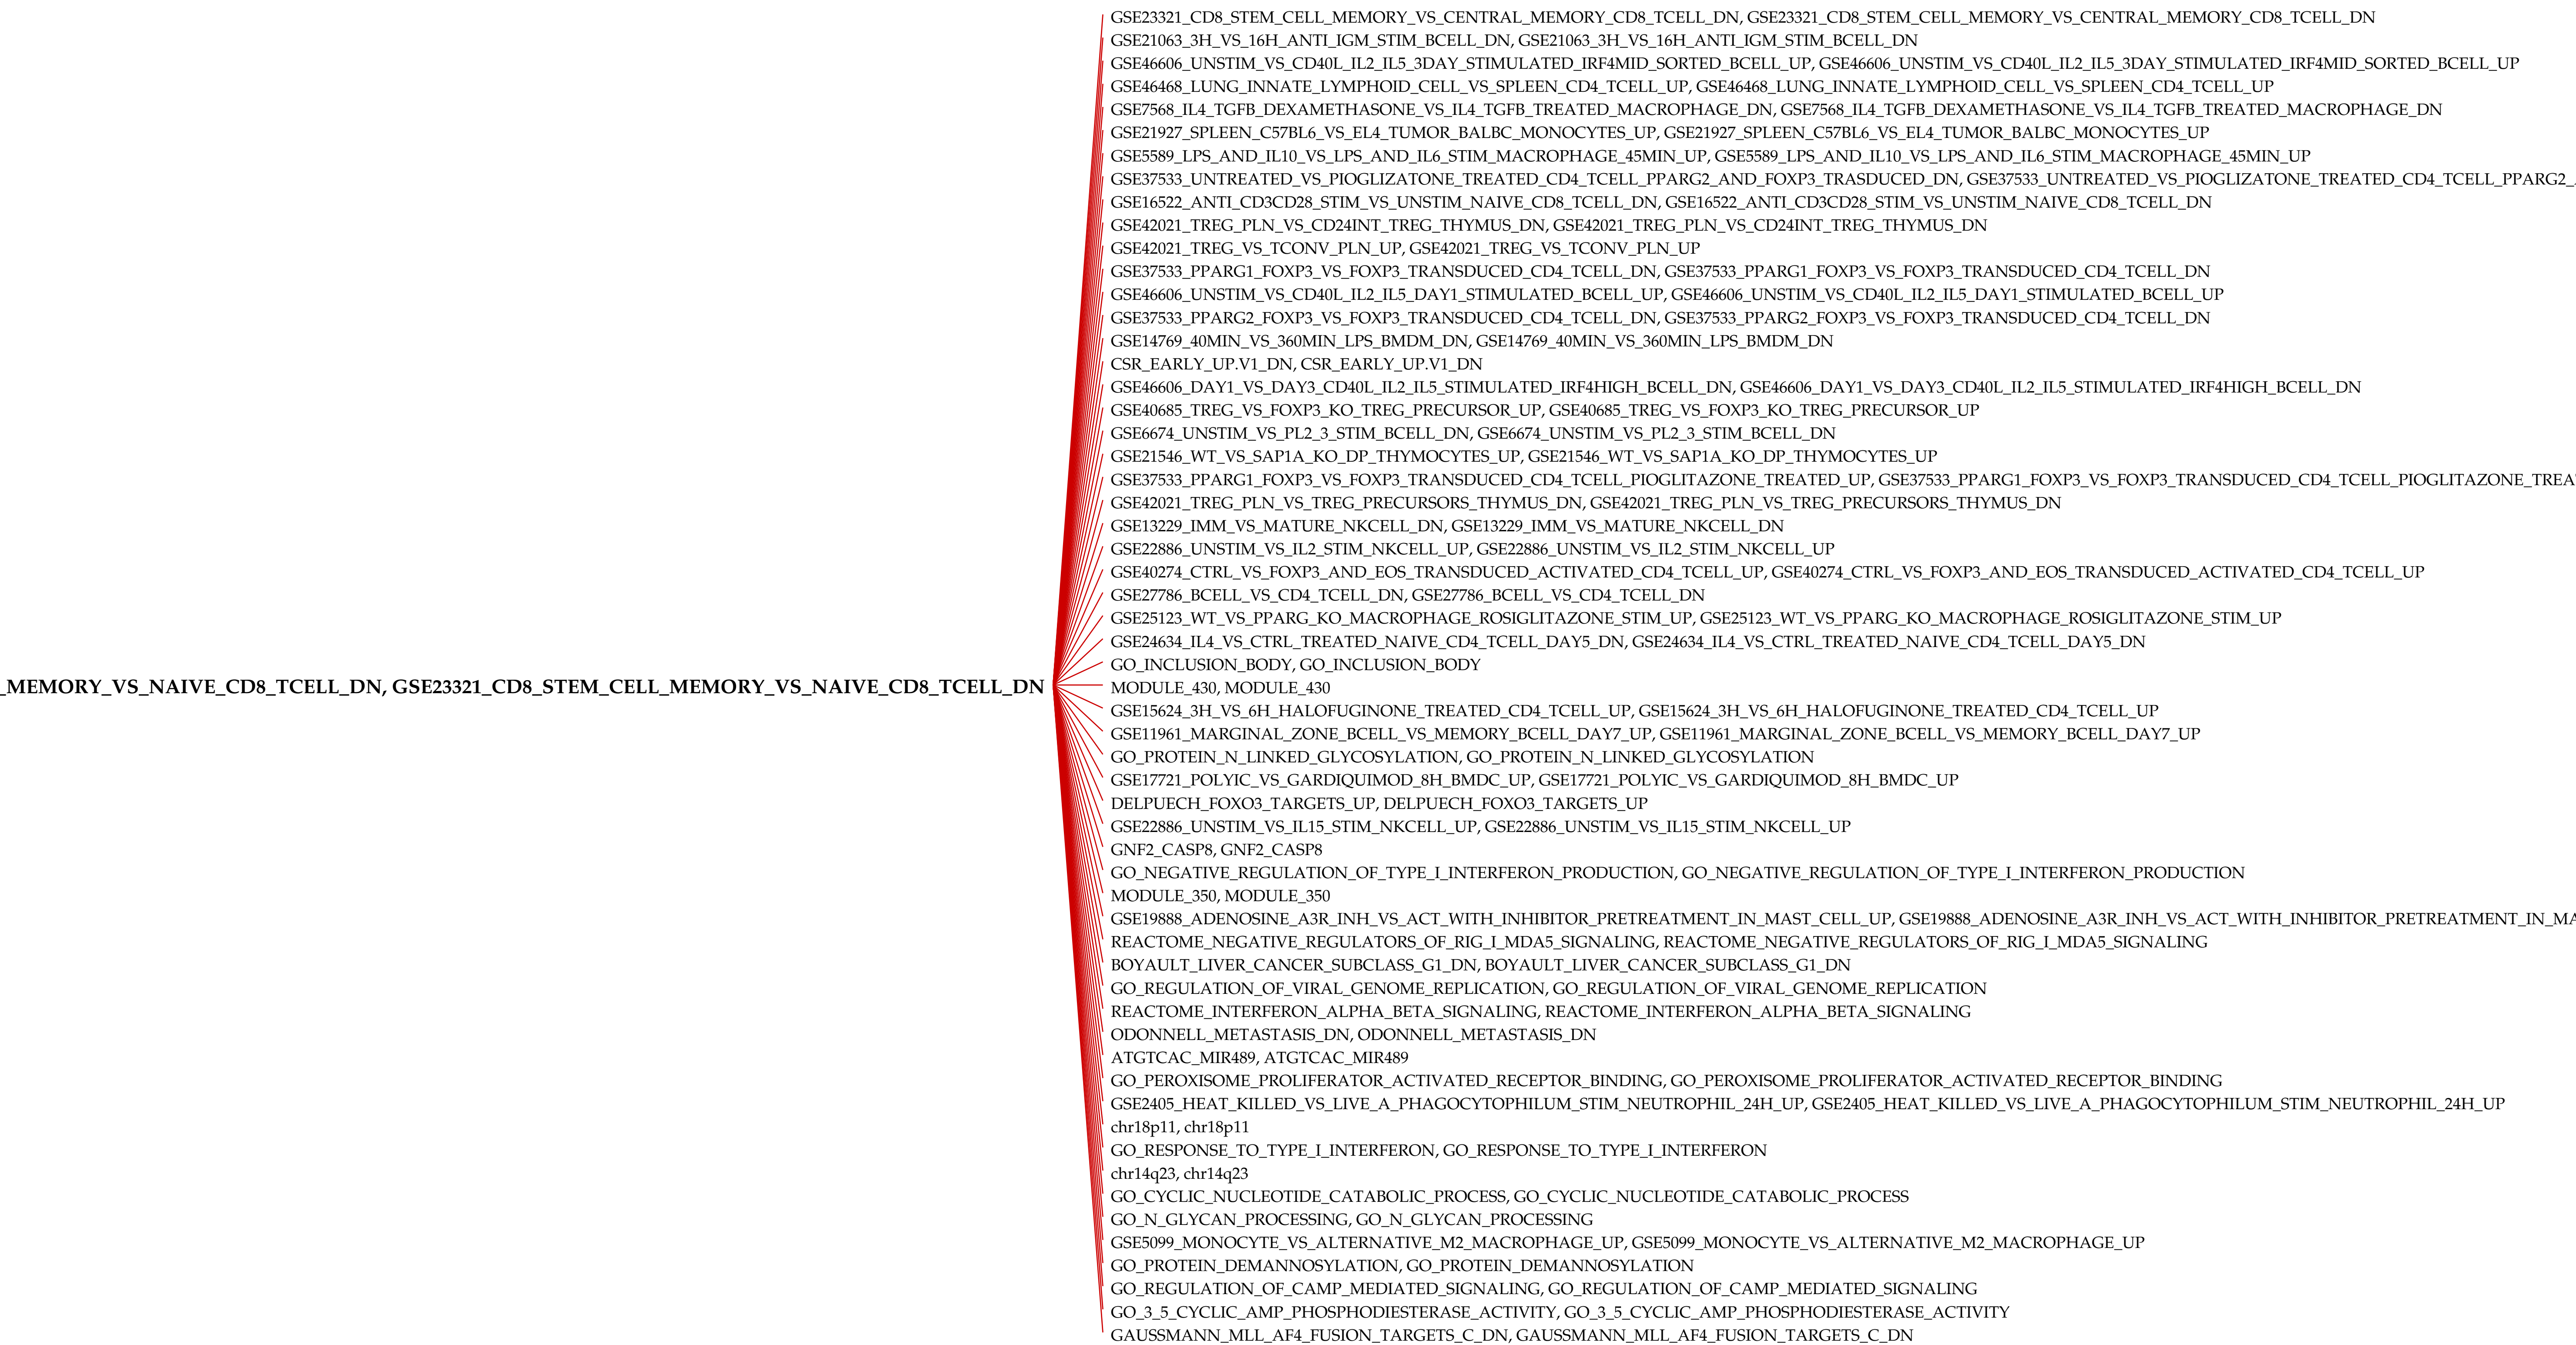 GSE23321_CD8_STEM_CELL_MEMORY_VS_CENTRAL_MEMORY_CD8_TCELL_DN, GSE23321_CD8_STEM_CELL_MEMORY_VS_CENTRAL_MEMORY_CD8_TCELL_DN
GSE21063_3H_VS_16H_ANTI_IGM_STIM_BCELL_DN, GSE21063_3H_VS_16H_ANTI_IGM_STIM_BCELL_DN
GSE46606_UNSTIM_VS_CD40L_IL2_IL5_3DAY_STIMULATED_IRF4MID_SORTED_BCELL_UP, GSE46606_UNSTIM_VS_CD40L_IL2_IL5_3DAY_STIMULATED_IRF4MID_SORTED_BCELL_UP
GSE46468_LUNG_INNATE_LYMPHOID_CELL_VS_SPLEEN_CD4_TCELL_UP, GSE46468_LUNG_INNATE_LYMPHOID_CELL_VS_SPLEEN_CD4_TCELL_UP
GSE7568_IL4_TGFB_DEXAMETHASONE_VS_IL4_TGFB_TREATED_MACROPHAGE_DN, GSE7568_IL4_TGFB_DEXAMETHASONE_VS_IL4_TGFB_TREATED_MACROPHAGE_DN
GSE21927_SPLEEN_C57BL6_VS_EL4_TUMOR_BALBC_MONOCYTES_UP, GSE21927_SPLEEN_C57BL6_VS_EL4_TUMOR_BALBC_MONOCYTES_UP
GSE5589_LPS_AND_IL10_VS_LPS_AND_IL6_STIM_MACROPHAGE_45MIN_UP, GSE5589_LPS_AND_IL10_VS_LPS_AND_IL6_STIM_MACROPHAGE_45MIN_UP
GSE37533_UNTREATED_VS_PIOGLIZATONE_TREATED_CD4_TCELL_PPARG2_AND_FOXP3_TRASDUCED_DN, GSE37533_UNTREATED_VS_PIOGLIZATONE_TREATED_CD4_TCELL_PPARG2_
GSE16522_ANTI_CD3CD28_STIM_VS_UNSTIM_NAIVE_CD8_TCELL_DN, GSE16522_ANTI_CD3CD28_STIM_VS_UNSTIM_NAIVE_CD8_TCELL_DN
GSE42021_TREG_PLN_VS_CD24INT_TREG_THYMUS_DN, GSE42021_TREG_PLN_VS_CD24INT_TREG_THYMUS_DN
GSE42021_TREG_VS_TCONV_PLN_UP, GSE42021_TREG_VS_TCONV_PLN_UP
GSE37533_PPARG1_FOXP3_VS_FOXP3_TRANSDUCED_CD4_TCELL_DN, GSE37533_PPARG1_FOXP3_VS_FOXP3_TRANSDUCED_CD4_TCELL_DN
GSE46606_UNSTIM_VS_CD40L_IL2_IL5_DAY1_STIMULATED_BCELL_UP, GSE46606_UNSTIM_VS_CD40L_IL2_IL5_DAY1_STIMULATED_BCELL_UP
GSE37533_PPARG2_FOXP3_VS_FOXP3_TRANSDUCED_CD4_TCELL_DN, GSE37533_PPARG2_FOXP3_VS_FOXP3_TRANSDUCED_CD4_TCELL_DN
GSE14769_40MIN_VS_360MIN_LPS_BMDM_DN, GSE14769_40MIN_VS_360MIN_LPS_BMDM_DN
CSR_EARLY_UP.V1_DN, CSR_EARLY_UP.V1_DN
GSE46606_DAY1_VS_DAY3_CD40L_IL2_IL5_STIMULATED_IRF4HIGH_BCELL_DN, GSE46606_DAY1_VS_DAY3_CD40L_IL2_IL5_STIMULATED_IRF4HIGH_BCELL_DN
GSE40685_TREG_VS_FOXP3_KO_TREG_PRECURSOR_UP, GSE40685_TREG_VS_FOXP3_KO_TREG_PRECURSOR_UP
GSE6674_UNSTIM_VS_PL2_3_STIM_BCELL_DN, GSE6674_UNSTIM_VS_PL2_3_STIM_BCELL_DN
GSE21546_WT_VS_SAP1A_KO_DP_THYMOCYTES_UP, GSE21546_WT_VS_SAP1A_KO_DP_THYMOCYTES_UP
GSE37533_PPARG1_FOXP3_VS_FOXP3_TRANSDUCED_CD4_TCELL_PIOGLITAZONE_TREATED_UP, GSE37533_PPARG1_FOXP3_VS_FOXP3_TRANSDUCED_CD4_TCELL_PIOGLITAZONE_TREA
GSE42021_TREG_PLN_VS_TREG_PRECURSORS_THYMUS_DN, GSE42021_TREG_PLN_VS_TREG_PRECURSORS_THYMUS_DN
GSE13229_IMM_VS_MATURE_NKCELL_DN, GSE13229_IMM_VS_MATURE_NKCELL_DN
GSE22886_UNSTIM_VS_IL2_STIM_NKCELL_UP, GSE22886_UNSTIM_VS_IL2_STIM_NKCELL_UP
GSE40274_CTRL_VS_FOXP3_AND_EOS_TRANSDUCED_ACTIVATED_CD4_TCELL_UP, GSE40274_CTRL_VS_FOXP3_AND_EOS_TRANSDUCED_ACTIVATED_CD4_TCELL_UP
GSE27786_BCELL_VS_CD4_TCELL_DN, GSE27786_BCELL_VS_CD4_TCELL_DN
GSE25123_WT_VS_PPARG_KO_MACROPHAGE_ROSIGLITAZONE_STIM_UP, GSE25123_WT_VS_PPARG_KO_MACROPHAGE_ROSIGLITAZONE_STIM_UP
GSE24634_IL4_VS_CTRL_TREATED_NAIVE_CD4_TCELL_DAY5_DN, GSE24634_IL4_VS_CTRL_TREATED_NAIVE_CD4_TCELL_DAY5_DN
GO_INCLUSION_BODY, GO_INCLUSION_BODY
_MEMORY_VS_NAIVE_CD8_TCELL_DN, GSE23321_CD8_STEM_CELL_MEMORY_VS_NAIVE_CD8_TCELL_DN
MODULE_430, MODULE_430
GSE15624_3H_VS_6H_HALOFUGINONE_TREATED_CD4_TCELL_UP, GSE15624_3H_VS_6H_HALOFUGINONE_TREATED_CD4_TCELL_UP
GSE11961_MARGINAL_ZONE_BCELL_VS_MEMORY_BCELL_DAY7_UP, GSE11961_MARGINAL_ZONE_BCELL_VS_MEMORY_BCELL_DAY7_UP
GO_PROTEIN_N_LINKED_GLYCOSYLATION, GO_PROTEIN_N_LINKED_GLYCOSYLATION
GSE17721_POLYIC_VS_GARDIQUIMOD_8H_BMDC_UP, GSE17721_POLYIC_VS_GARDIQUIMOD_8H_BMDC_UP
DELPUECH_FOXO3_TARGETS_UP, DELPUECH_FOXO3_TARGETS_UP
GSE22886_UNSTIM_VS_IL15_STIM_NKCELL_UP, GSE22886_UNSTIM_VS_IL15_STIM_NKCELL_UP
GNF2_CASP8, GNF2_CASP8
GO_NEGATIVE_REGULATION_OF_TYPE_I_INTERFERON_PRODUCTION, GO_NEGATIVE_REGULATION_OF_TYPE_I_INTERFERON_PRODUCTION
MODULE_350, MODULE_350
GSE19888_ADENOSINE_A3R_INH_VS_ACT_WITH_INHIBITOR_PRETREATMENT_IN_MAST_CELL_UP, GSE19888_ADENOSINE_A3R_INH_VS_ACT_WITH_INHIBITOR_PRETREATMENT_IN_MA
REACTOME_NEGATIVE_REGULATORS_OF_RIG_I_MDA5_SIGNALING, REACTOME_NEGATIVE_REGULATORS_OF_RIG_I_MDA5_SIGNALING
BOYAULT_LIVER_CANCER_SUBCLASS_G1_DN, BOYAULT_LIVER_CANCER_SUBCLASS_G1_DN
GO_REGULATION_OF_VIRAL_GENOME_REPLICATION, GO_REGULATION_OF_VIRAL_GENOME_REPLICATION
REACTOME_INTERFERON_ALPHA_BETA_SIGNALING, REACTOME_INTERFERON_ALPHA_BETA_SIGNALING
ODONNELL_METASTASIS_DN, ODONNELL_METASTASIS_DN
ATGTCAC_MIR489, ATGTCAC_MIR489
GO_PEROXISOME_PROLIFERATOR_ACTIVATED_RECEPTOR_BINDING, GO_PEROXISOME_PROLIFERATOR_ACTIVATED_RECEPTOR_BINDING
GSE2405_HEAT_KILLED_VS_LIVE_A_PHAGOCYTOPHILUM_STIM_NEUTROPHIL_24H_UP, GSE2405_HEAT_KILLED_VS_LIVE_A_PHAGOCYTOPHILUM_STIM_NEUTROPHIL_24H_UP
chr18p11, chr18p11
GO_RESPONSE_TO_TYPE_I_INTERFERON, GO_RESPONSE_TO_TYPE_I_INTERFERON
chr14q23, chr14q23
GO_CYCLIC_NUCLEOTIDE_CATABOLIC_PROCESS, GO_CYCLIC_NUCLEOTIDE_CATABOLIC_PROCESS
GO_N_GLYCAN_PROCESSING, GO_N_GLYCAN_PROCESSING
GSE5099_MONOCYTE_VS_ALTERNATIVE_M2_MACROPHAGE_UP, GSE5099_MONOCYTE_VS_ALTERNATIVE_M2_MACROPHAGE_UP
GO_PROTEIN_DEMANNOSYLATION, GO_PROTEIN_DEMANNOSYLATION
GO_REGULATION_OF_CAMP_MEDIATED_SIGNALING, GO_REGULATION_OF_CAMP_MEDIATED_SIGNALING
GO_3_5_CYCLIC_AMP_PHOSPHODIESTERASE_ACTIVITY, GO_3_5_CYCLIC_AMP_PHOSPHODIESTERASE_ACTIVITY
GAUSSMANN_MLL_AF4_FUSION_TARGETS_C_DN, GAUSSMANN_MLL_AF4_FUSION_TARGETS_C_DN